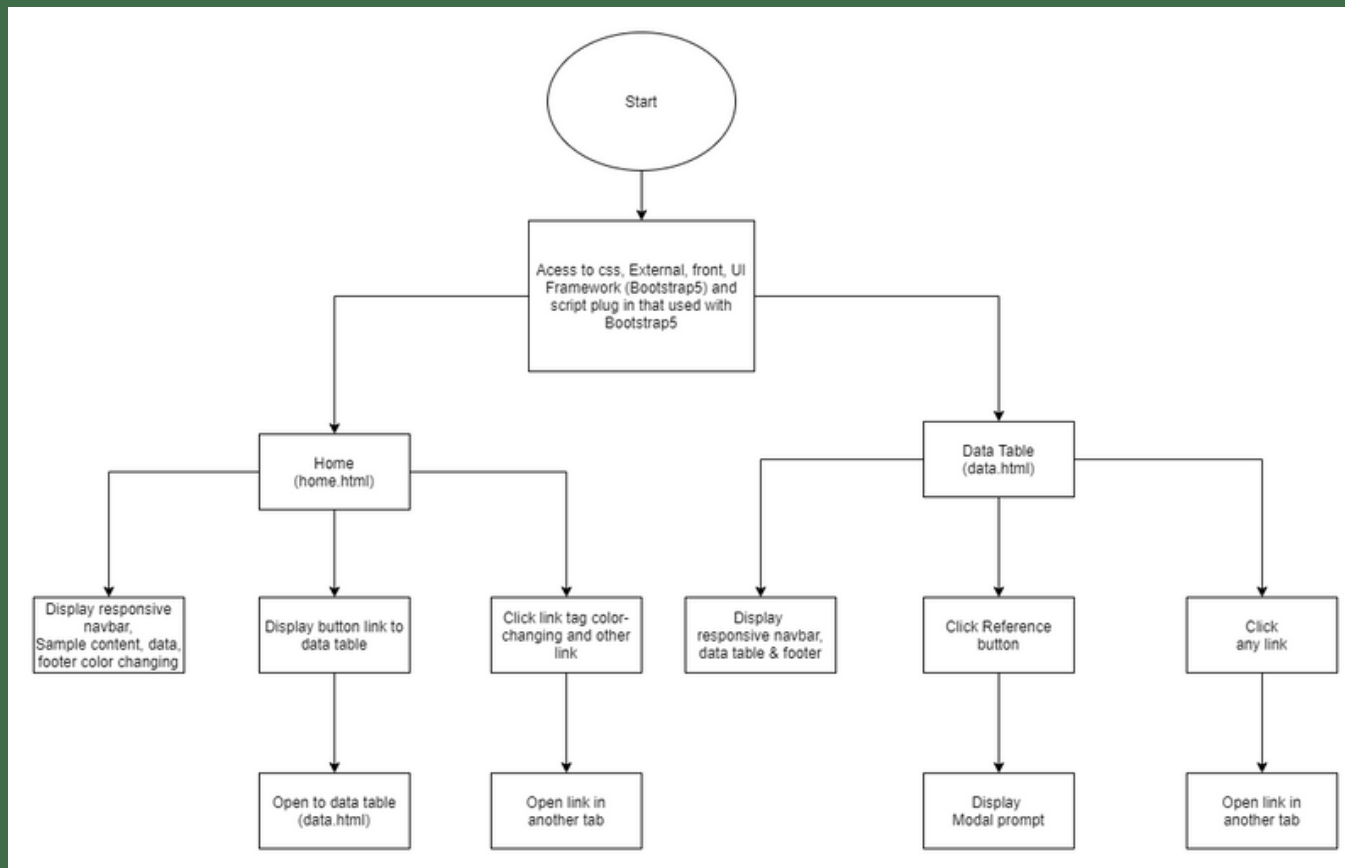 Start
Acess to css, External, front, UI
Framework (Bootstrap5) and
script plug in that used with
Bootstrap5
Home
(home.html)
Data Table
(data.html)
Display responsive
navbar,
Sample content, data,
footer color changing
Display button link to
data table
Click link tag color-
changing and other
link
Display
responsive navbar,
data table & footer
Click Reference
button
Click
any link
Open to data table
(data.html)
Open link in
another tab
Display
Modal prompt
Open link in
another tab